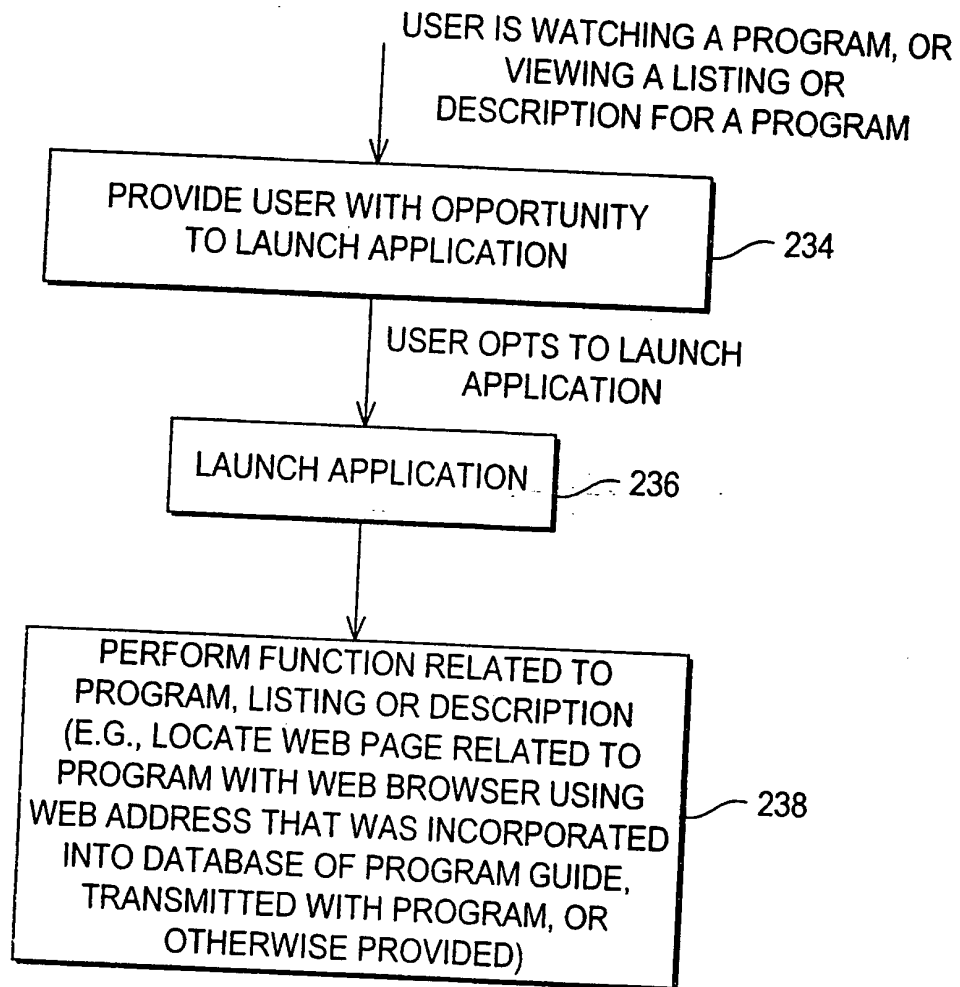 USER IS WATCHING A PROGRAM, OR
VIEWING A LISTING OR
DESCRIPTION FOR A PROGRAM
PROVIDE USER WITH OPPORTUNITY
TO LAUNCH APPLICATION
234
USER OPTS TO LAUNCH
APPLICATION
LAUNCH APPLICATION
236
PERFORM FUNCTION RELATED TO
PROGRAM, LISTING OR DESCRIPTION
(E.G., LOCATE WEB PAGE RELATED TO
PROGRAM WITH WEB BROWSER USING
WEB ADDRESS THAT WAS INCORPORATED
INTO DATABASE OF PROGRAM GUIDE,
TRANSMITTED WITH PROGRAM, OR
OTHERWISE PROVIDED)
238